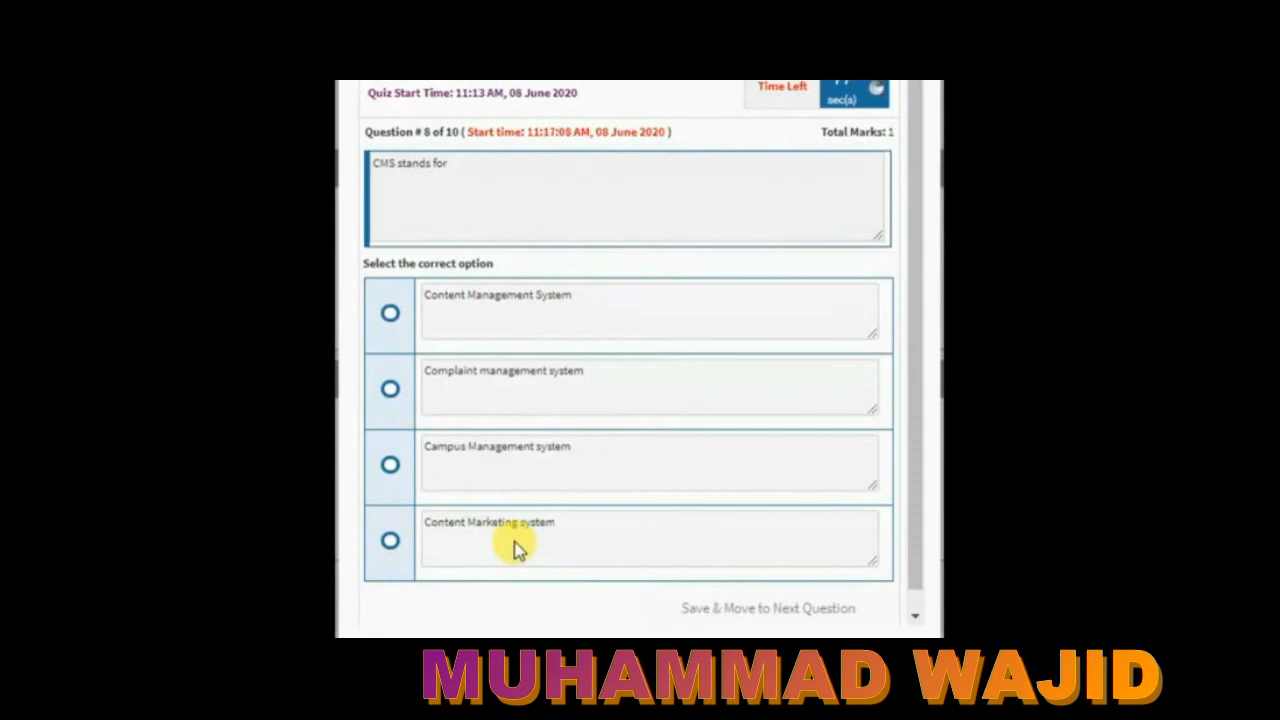 Time Left
sec(s)
Quiz Start Time: 11:13 AM, 08 June 2020
Question # 8 of 10 ( Start time: 11:17:08 AM, 08 June 2020 ) Total Marks: 1
CMS stands for
Select the correct option
Content Management System
Complaint management system
Campus Management system
Content Marketing system
Save & Move to Next Question
MUHAMMAD WAJID